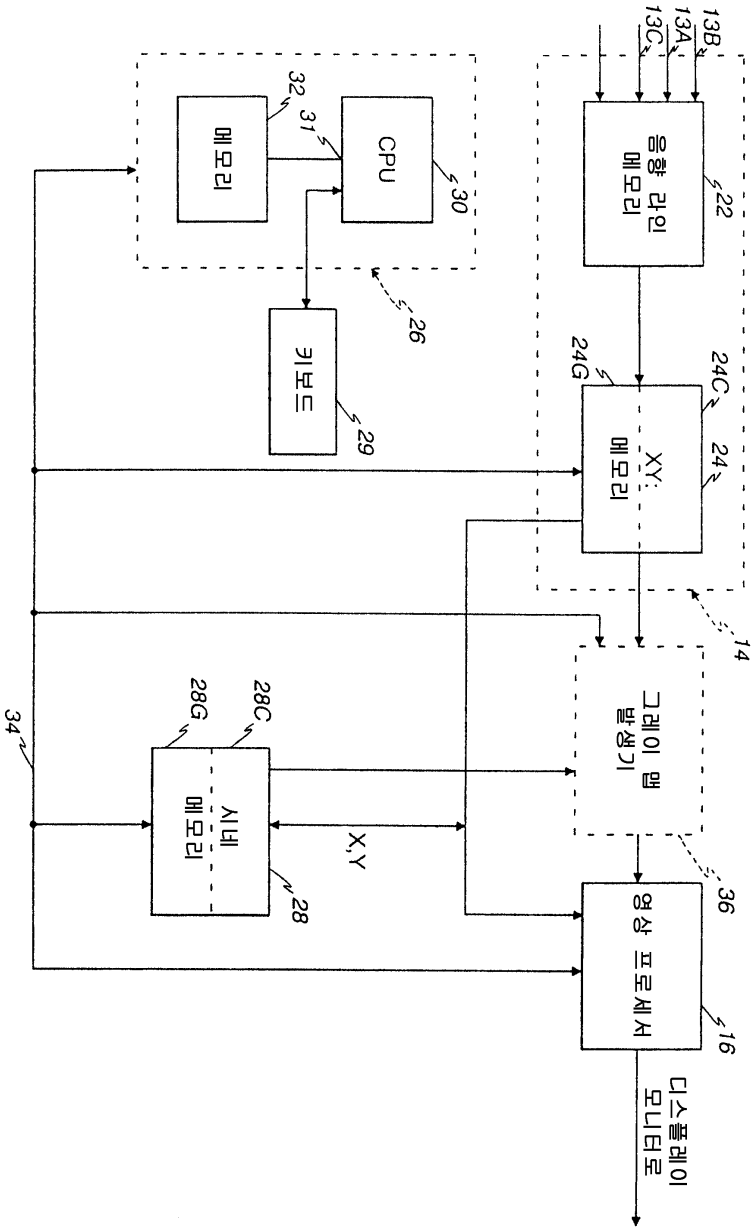 13B
13A
13C
음향 라인
메모리
22
24C
24
24G
XY:
메모리
14
그레이 맵
발생기
36
영상 프로세서
16
디스플레이
모니터로
32
31
메모리
CPU
30
26
키보드
29
28G
28C
시네
메모리
28
X,Y
34